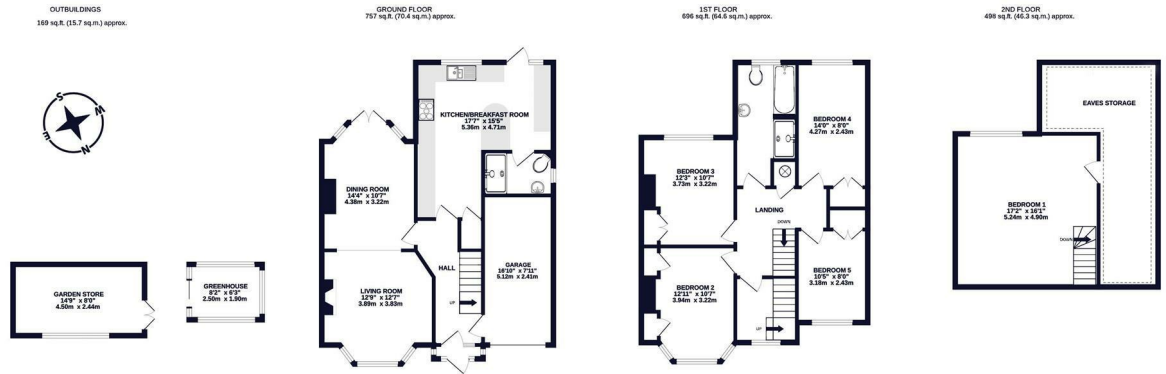 OUTBUILDINGS
169 sq.ft. (15.7 sq.m.) approx.
S
E
N
GARDEN STORE
14'9" x 8'0"
4.50m x 2.44m
GREENHOUSE
8'2" x 6'3"
2.50m x 1.90m
GROUND FLOOR
757 sq.ft. (70.4 sq.m.) approx.
KITCHEN/BREAKFAST ROOM
17'7" x 15'5"
5.36m x 4.71m
DINING ROOM
14'4" x 10'7"
4.38m x 3.22m
HALL
UP
GARAGE
16'10" x 7'11"
5.12m x 2.41m
LIVING ROOM
12'9" x 12'7"
3.89m x 3.83m
1ST FLOOR
696 sq.ft. (64.6 sq.m.) approx.
BEDROOM 4
14'0" x 8'0"
4.27m x 2.43m
BEDROOM 3
12'3" x 10'7"
3.73m x 3.22m
LANDING
DOWN
BEDROOM 5
10'5" x 8'0"
3.18m x 2.43m
BEDROOM 2
12'11" x 10'7"
3.94m x 3.22m
UP
2ND FLOOR
498 sq.ft. (46.3 sq.m.) approx.
EAVES STORAGE
BEDROOM 1
17'2" x 16'1"
5.24m x 4.90m
DOWN